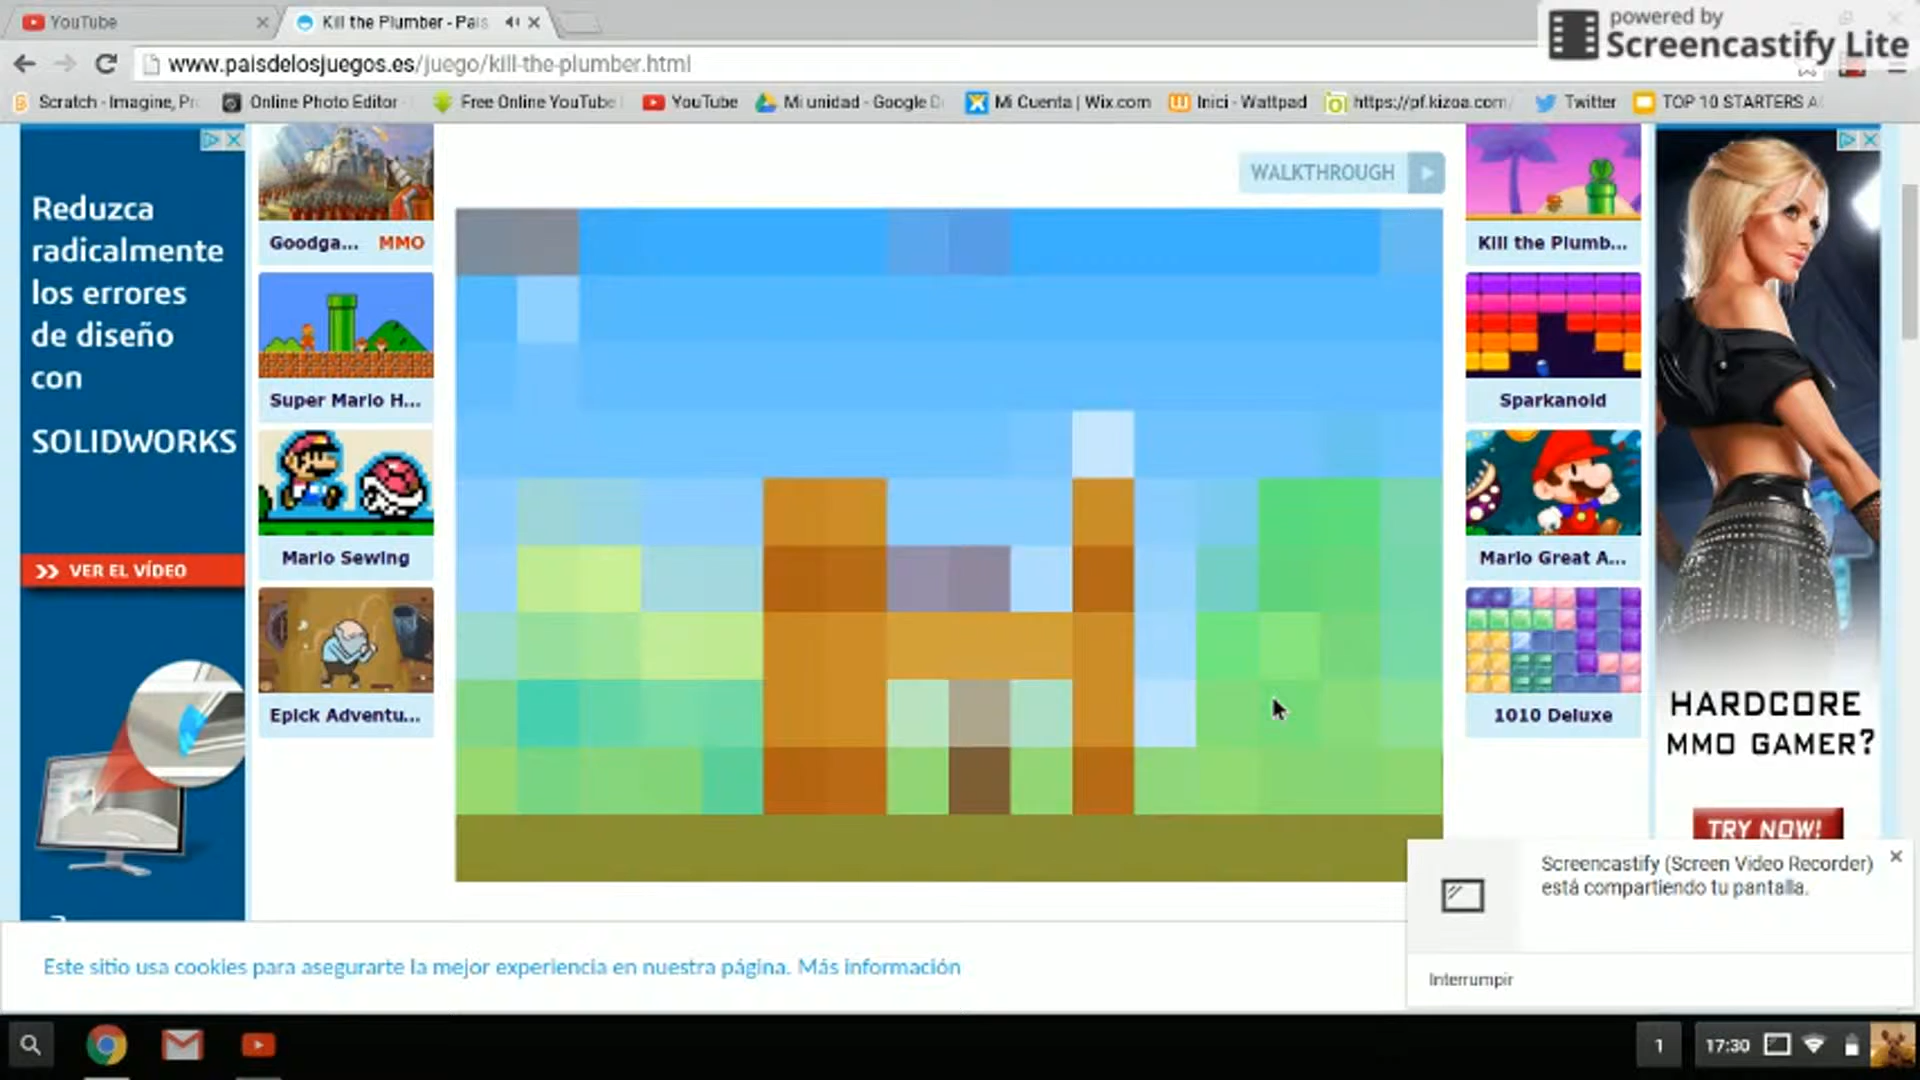 YouTube
Kill the Plumber - Pais
powered by
Screencastify Lite
www.paisdelosjuegos.es/juego/kill-the-plumber.html
Scratch - Imagine, Pr
Online Photo Editor
Free Online YouTube
YouTube
Mi unidad - Google D
Mi Cuenta | Wix.com
Inici - Wattpad
https://pf.kizoa.com/
Twitter
TOP 10 STARTERS A
Reduzca
radicalmente
los errores
de diseño
con
SOLIDWORKS
VER EL VÍDEO
Goodga... MMO
Super Mario H...
Mario Sewing
Epick Adventu...
WALKTHROUGH
Kill the Plumb...
Sparkanoid
Mario Great A...
1010 Deluxe
HARDCORE
MMO GAMER?
TRY NOW!
Screencastify (Screen Video Recorder)
está compartiendo tu pantalla.
Interrumpir
Este sitio usa cookies para asegurarte la mejor experiencia en nuestra página. Más información
1
17:30